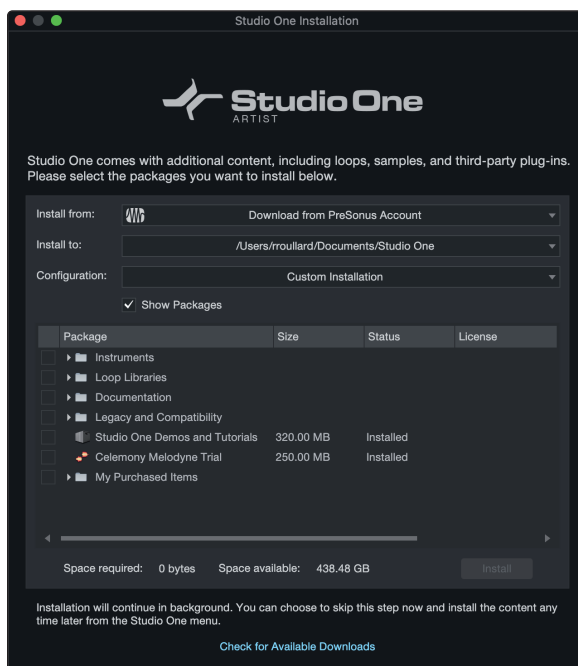 Studio One Installation
Studio One
ARTIST
Studio One comes with additional content, including loops, samples, and third-party plug-ins.
Please select the packages you want to install below.
Install from: Download from PreSonus Account
Install to: /Users/rroullard/Documents/Studio One
Configuration: Custom Installation
Show Packages
Package Size Status License
Instruments
Loop Libraries
Documentation
Legacy and Compatibility
Studio One Demos and Tutorials 320.00 MB Installed
Celemony Melodyne Trial 250.00 MB Installed
My Purchased Items
Space required: 0 bytes Space available: 438.48 GB Install
Installation will continue in background. You can choose to skip this step now and install the content any
time later from the Studio One menu.
Check for Available Downloads